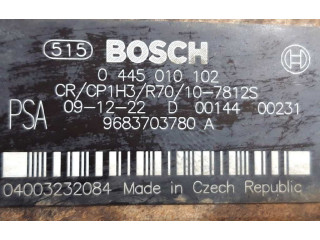 515 BOSCH
0 445 010 102
CR/CP1H3/R70/10-7812S
PSA 09-12-22 D 00144 00231
9683703780 A
04003232084 Made in Czech Republic